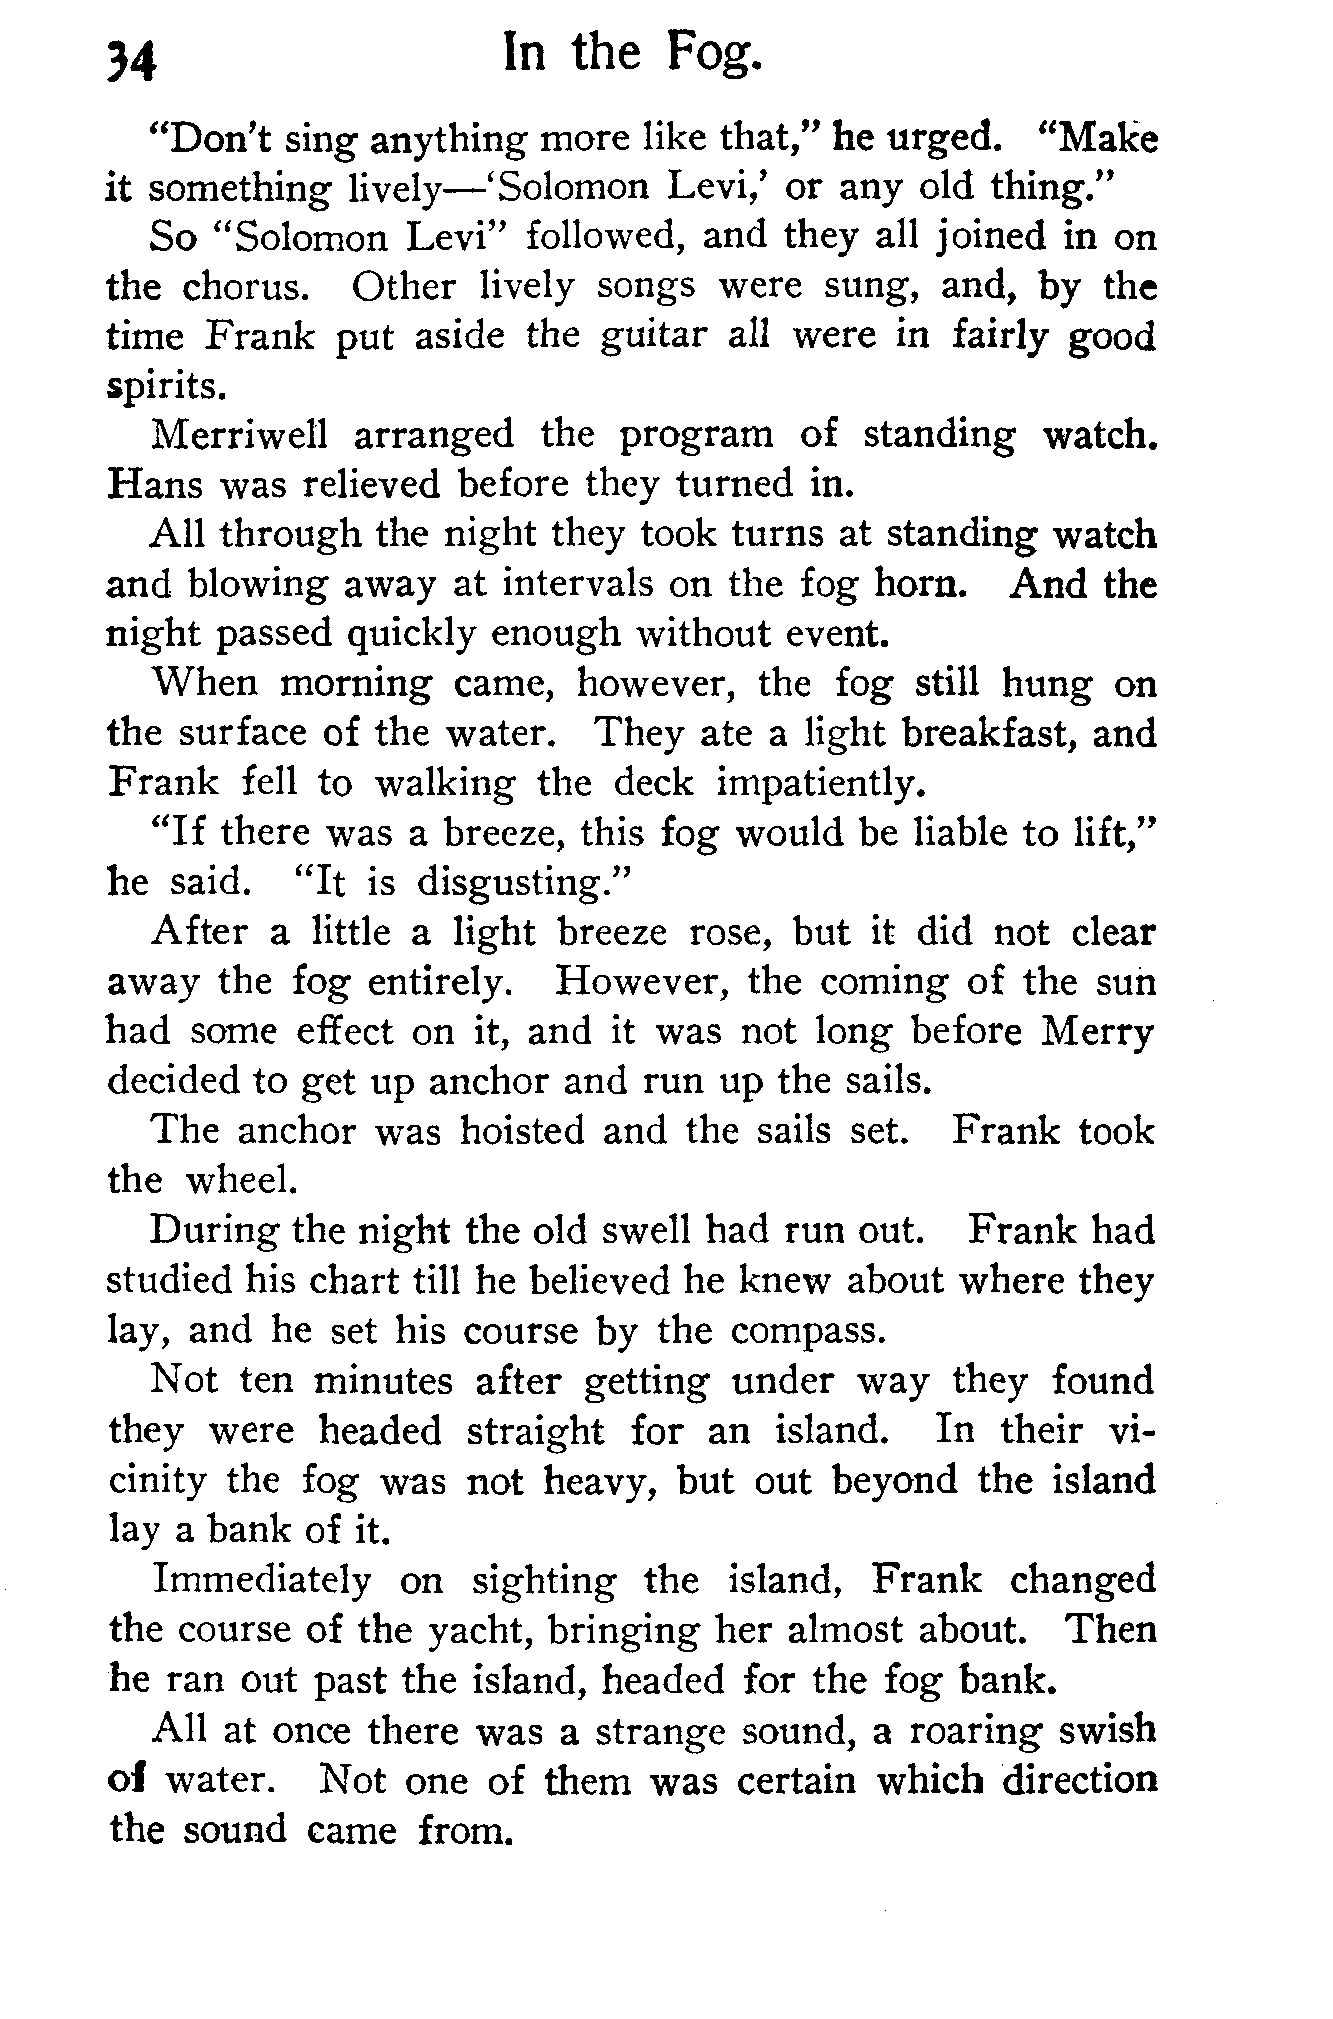 34 In the Fog.
“Don't sing anything more like that,” he urged. “Make
it something lively—‘Solomon Levi,’ or any old thing.”
So “Solomon Levi” followed, and they all joined in on
the chorus. Other lively songs were sung, and, by the
time Frank put aside the guitar all were in fairly good
spirits.
Merriwell arranged the program of standing watch.
Hans was relieved before they turned in.
All through the night they took turns at standing watch
and blowing away at intervals on the fog horn. And the
night passed quickly enough without event.
When morning came, however, the fog still hung on
the surface of the water. They ate a light breakfast, and
Frank fell to walking the deck impatiently.
“If there was a breeze, this fog would be liable to lift,”
he said. “It is disgusting.”
After a little a light breeze rose, but it did not clear
away the fog entirely. However, the coming of the sun
had some effect on it, and it was not long before Merry
decided to get up anchor and run up the sails.
The anchor was hoisted and the sails set. Frank took
the wheel.
During the night the old swell had run out. Frank had
studied his chart till he believed he knew about where they
lay, and he set his course by the compass.
Not ten minutes after getting under way they found
they were headed straight for an island. In their vi-
cinity the fog was not heavy, but out beyond the island
lay a bank of it.
Immediately on sighting the island, Frank changed
the course of the yacht, bringing her almost about. Then
he ran out past the island, headed for the fog bank.
All at once there was a strange sound, a roaring swish
of water. Not one of them was certain which direction
the sound came from.